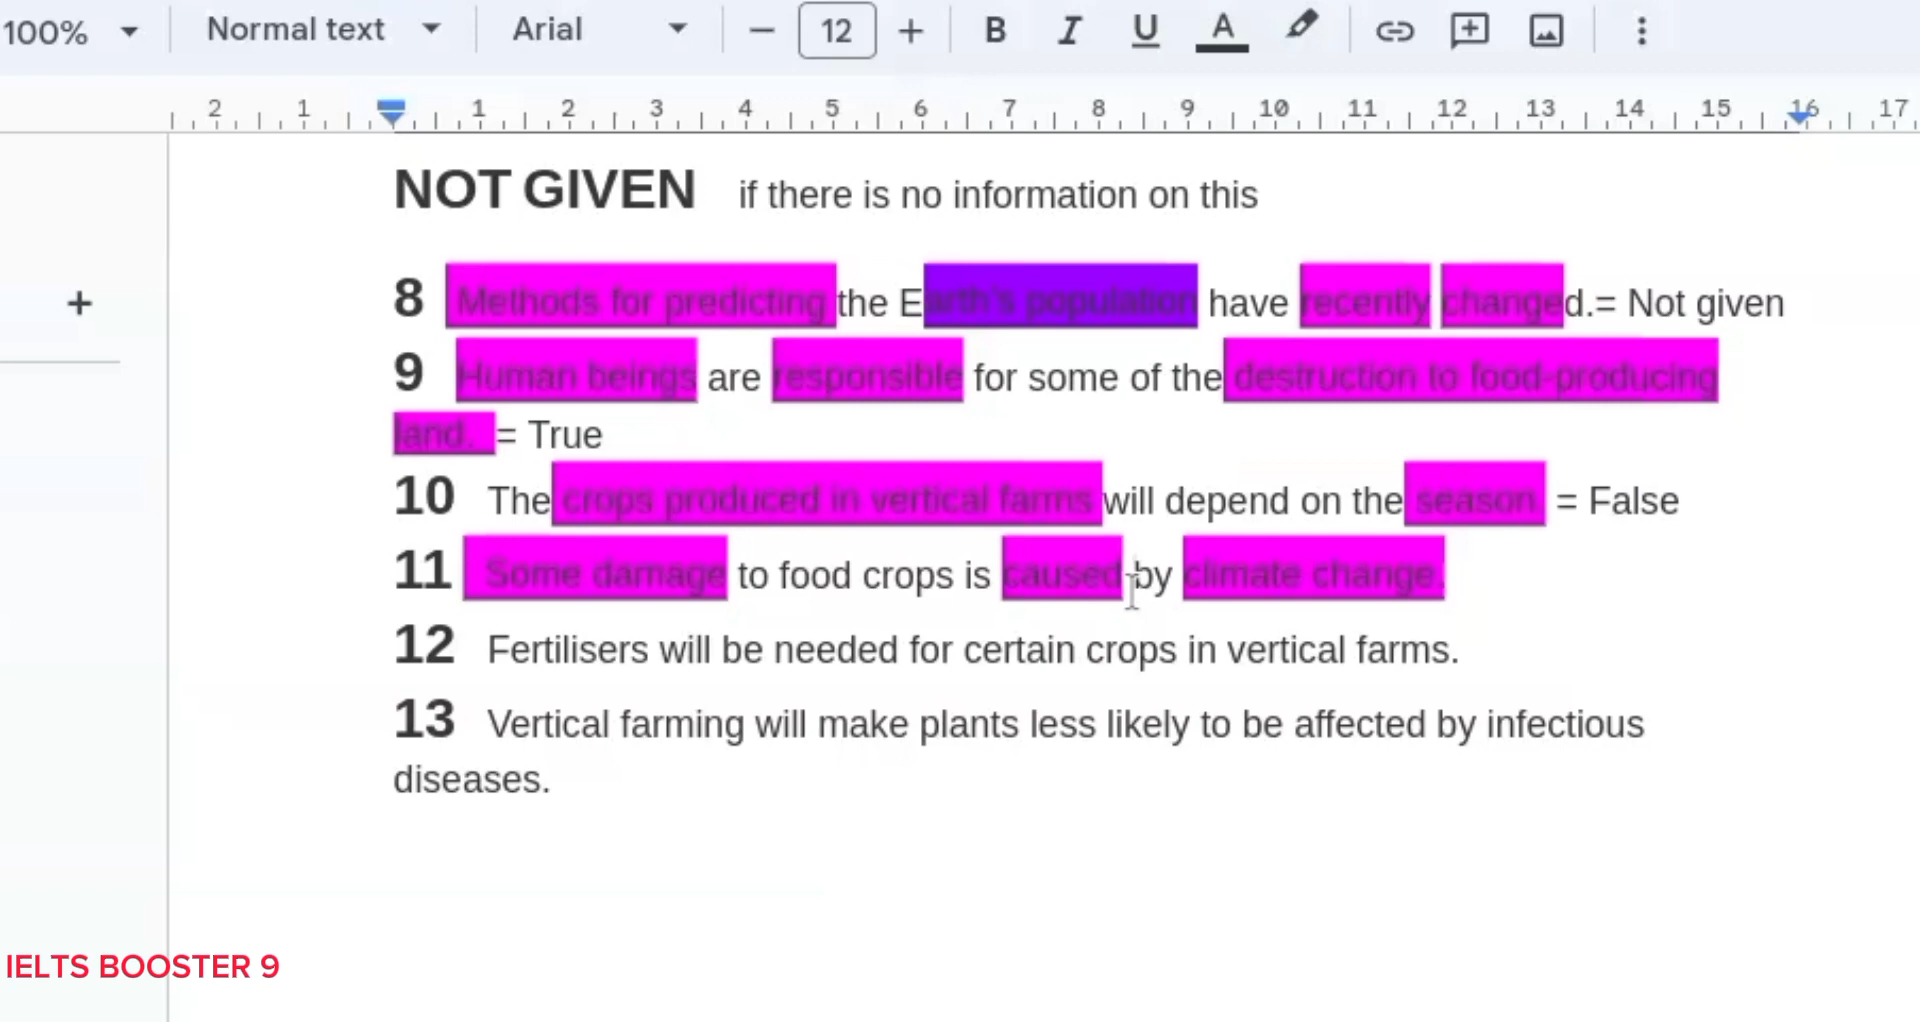 100% Normal text Arial 12 B I U A
2 1 1 2 3 4 5 6 7 8 9 10 11 12 13 14 15 16 17
NOT GIVEN if there is no information on this
8 Methods for predicting the Earth's population have recently changed.= Not given
9 Human beings are responsible for some of the destruction to food-producing
land. = True
10 The crops produced in vertical farms will depend on the season. = False
11 Some damage to food crops is caused by climate change.
12 Fertilisers will be needed for certain crops in vertical farms.
13 Vertical farming will make plants less likely to be affected by infectious
diseases.
IELTS BOOSTER 9